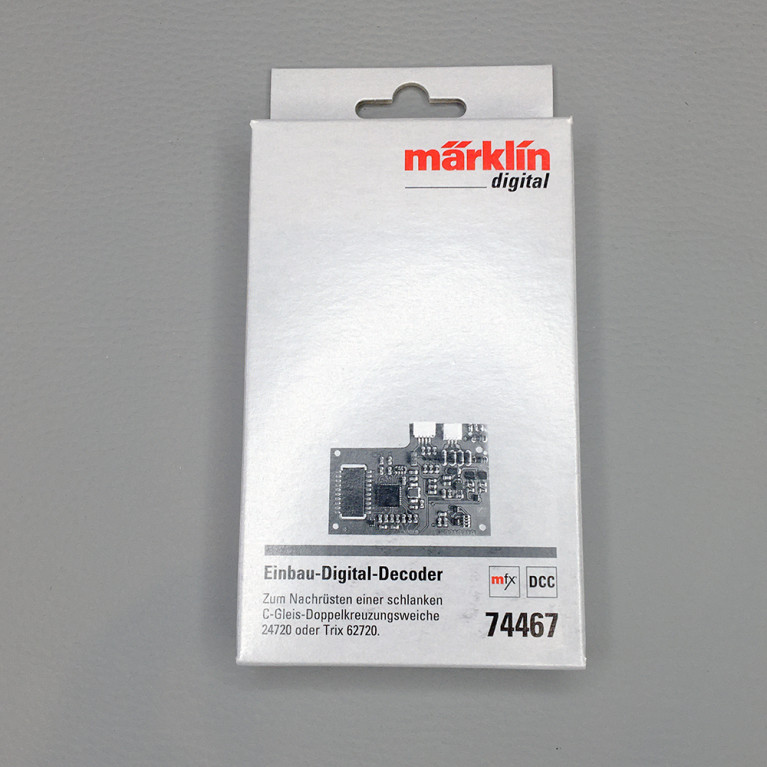 märklin
digital
Einbau-Digital-Decoder
mfx DCC
Zum Nachrüsten einer schlanken
C-Gleis-Doppelkreuzungsweiche
24720 oder Trix 62720.
74467